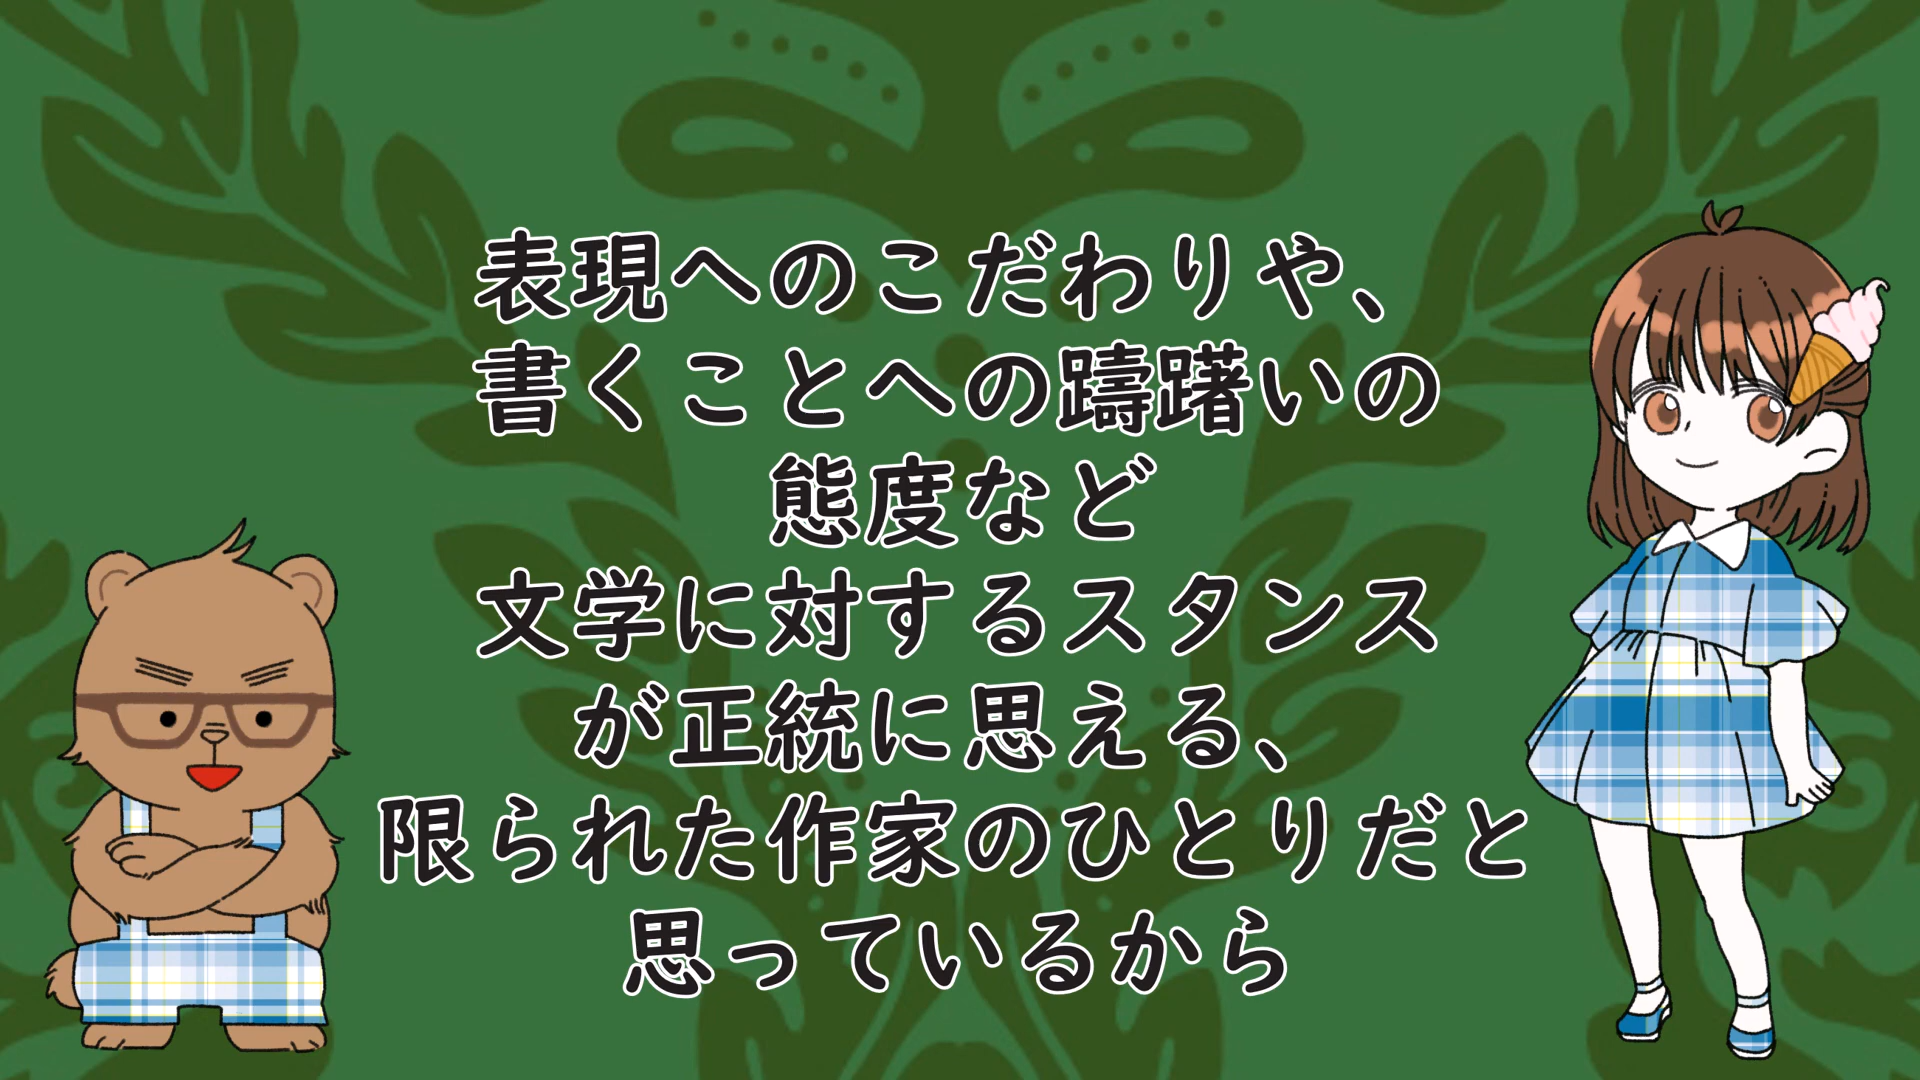 表現へのこだわりや、
書くことへの躊躇いの
態度など
文学に対するスタンス
が正統に思える、
限られた作家のひとりだと
思っているから